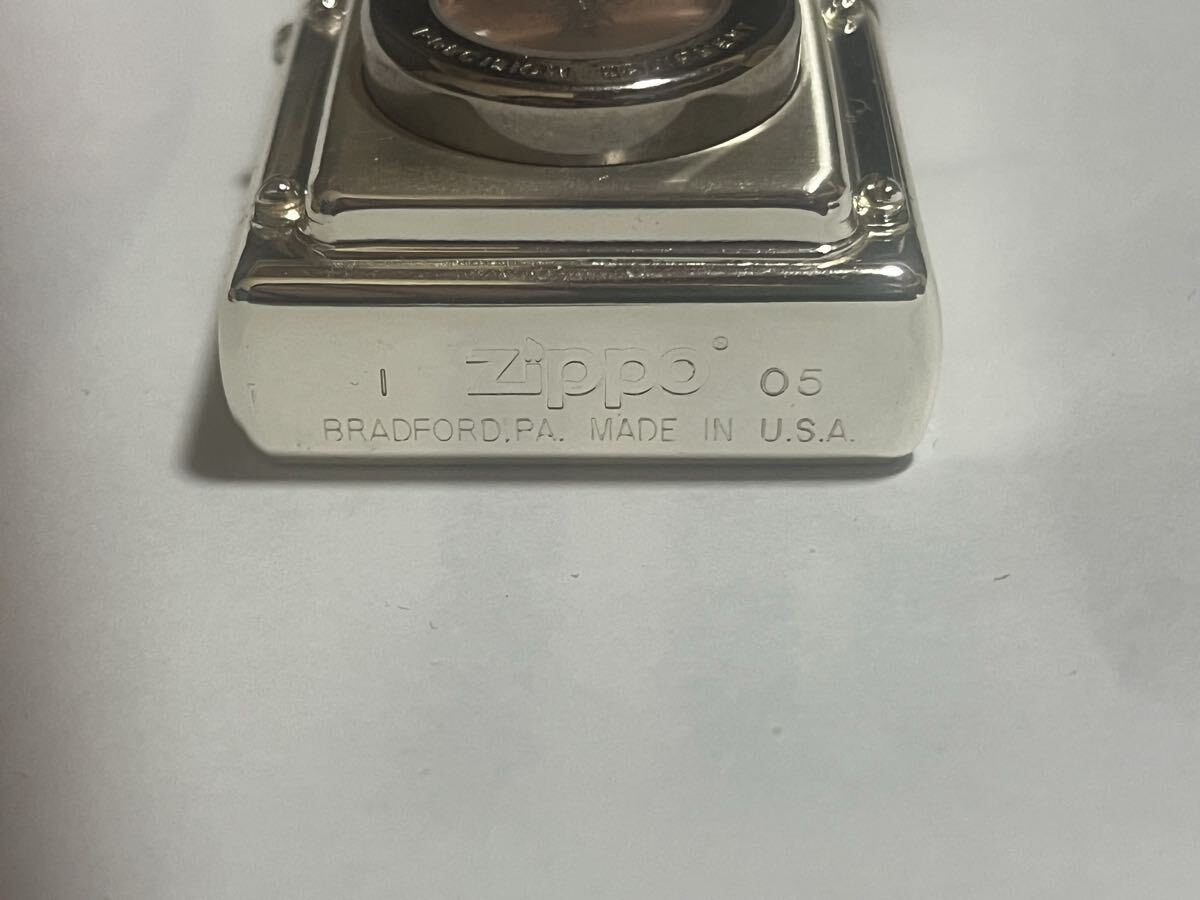 I Zippo® 05
BRADFORD,PA. MADE IN U.S.A.